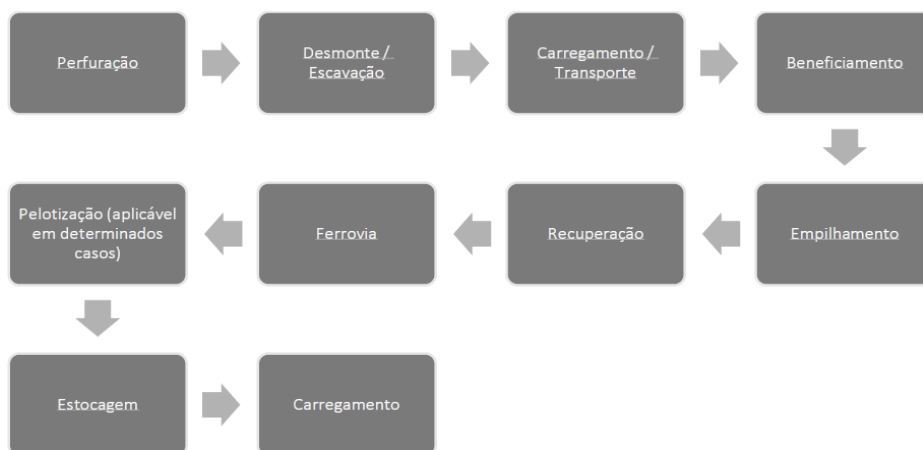 Perfuração
Desmonte /
Escavação
Carregamento /
Transporte
Beneficiamento
Pelotização (aplicável
em determinados
casos)
Ferrovia
Recuperação
Empilhamento
Estocagem
Carregamento